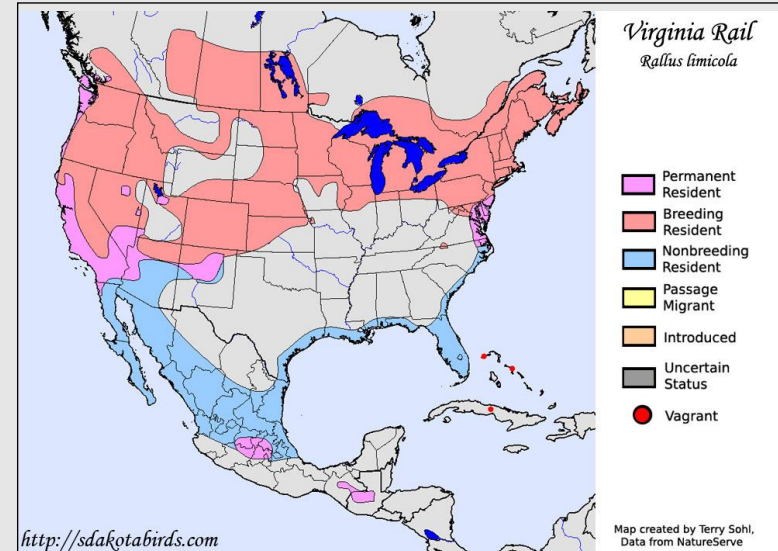 Virginia Rail
Rallus limicola
Permanent
Resident
Breeding
Resident
Nonbreeding
Resident
Passage
Migrant
Introduced
Uncertain
Status
Vagrant
http://sdakotabirds.com
Map created by Terry Sohl,
Data from NatureServe